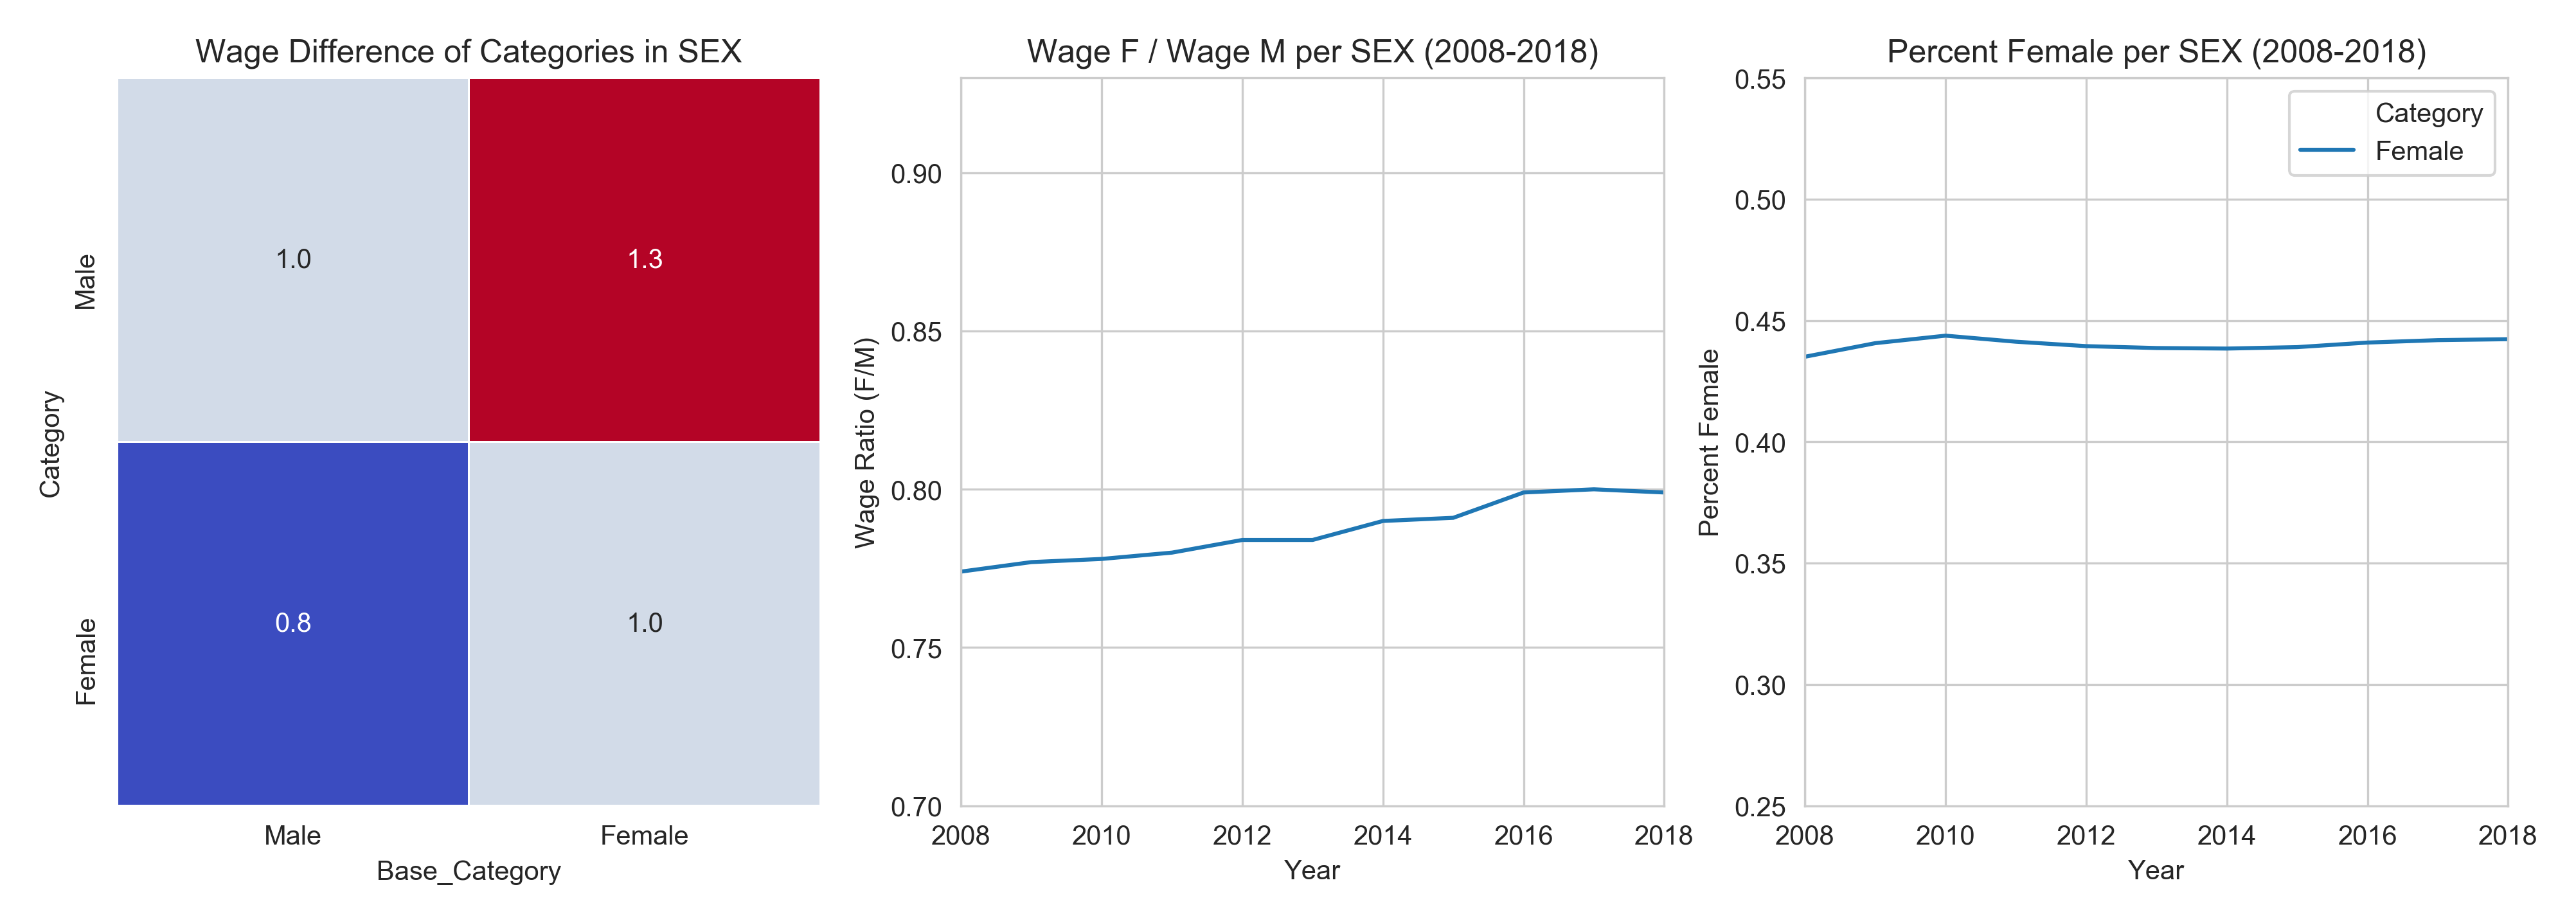 Wage Difference of Categories in SEX
Category
Male
Female
1.0
1.3
0.8
1.0
Male
Female
Base_Category
Wage F / Wage M per SEX (2008-2018)
Wage Ratio (F/M)
0.90
0.85
0.80
0.75
0.70
2008
2010
2012
2014
2016
2018
Year
Percent Female per SEX (2008-2018)
Percent Female
0.55
0.50
0.45
0.40
0.35
0.30
0.25
Category
Female
2008
2010
2012
2014
2016
2018
Year